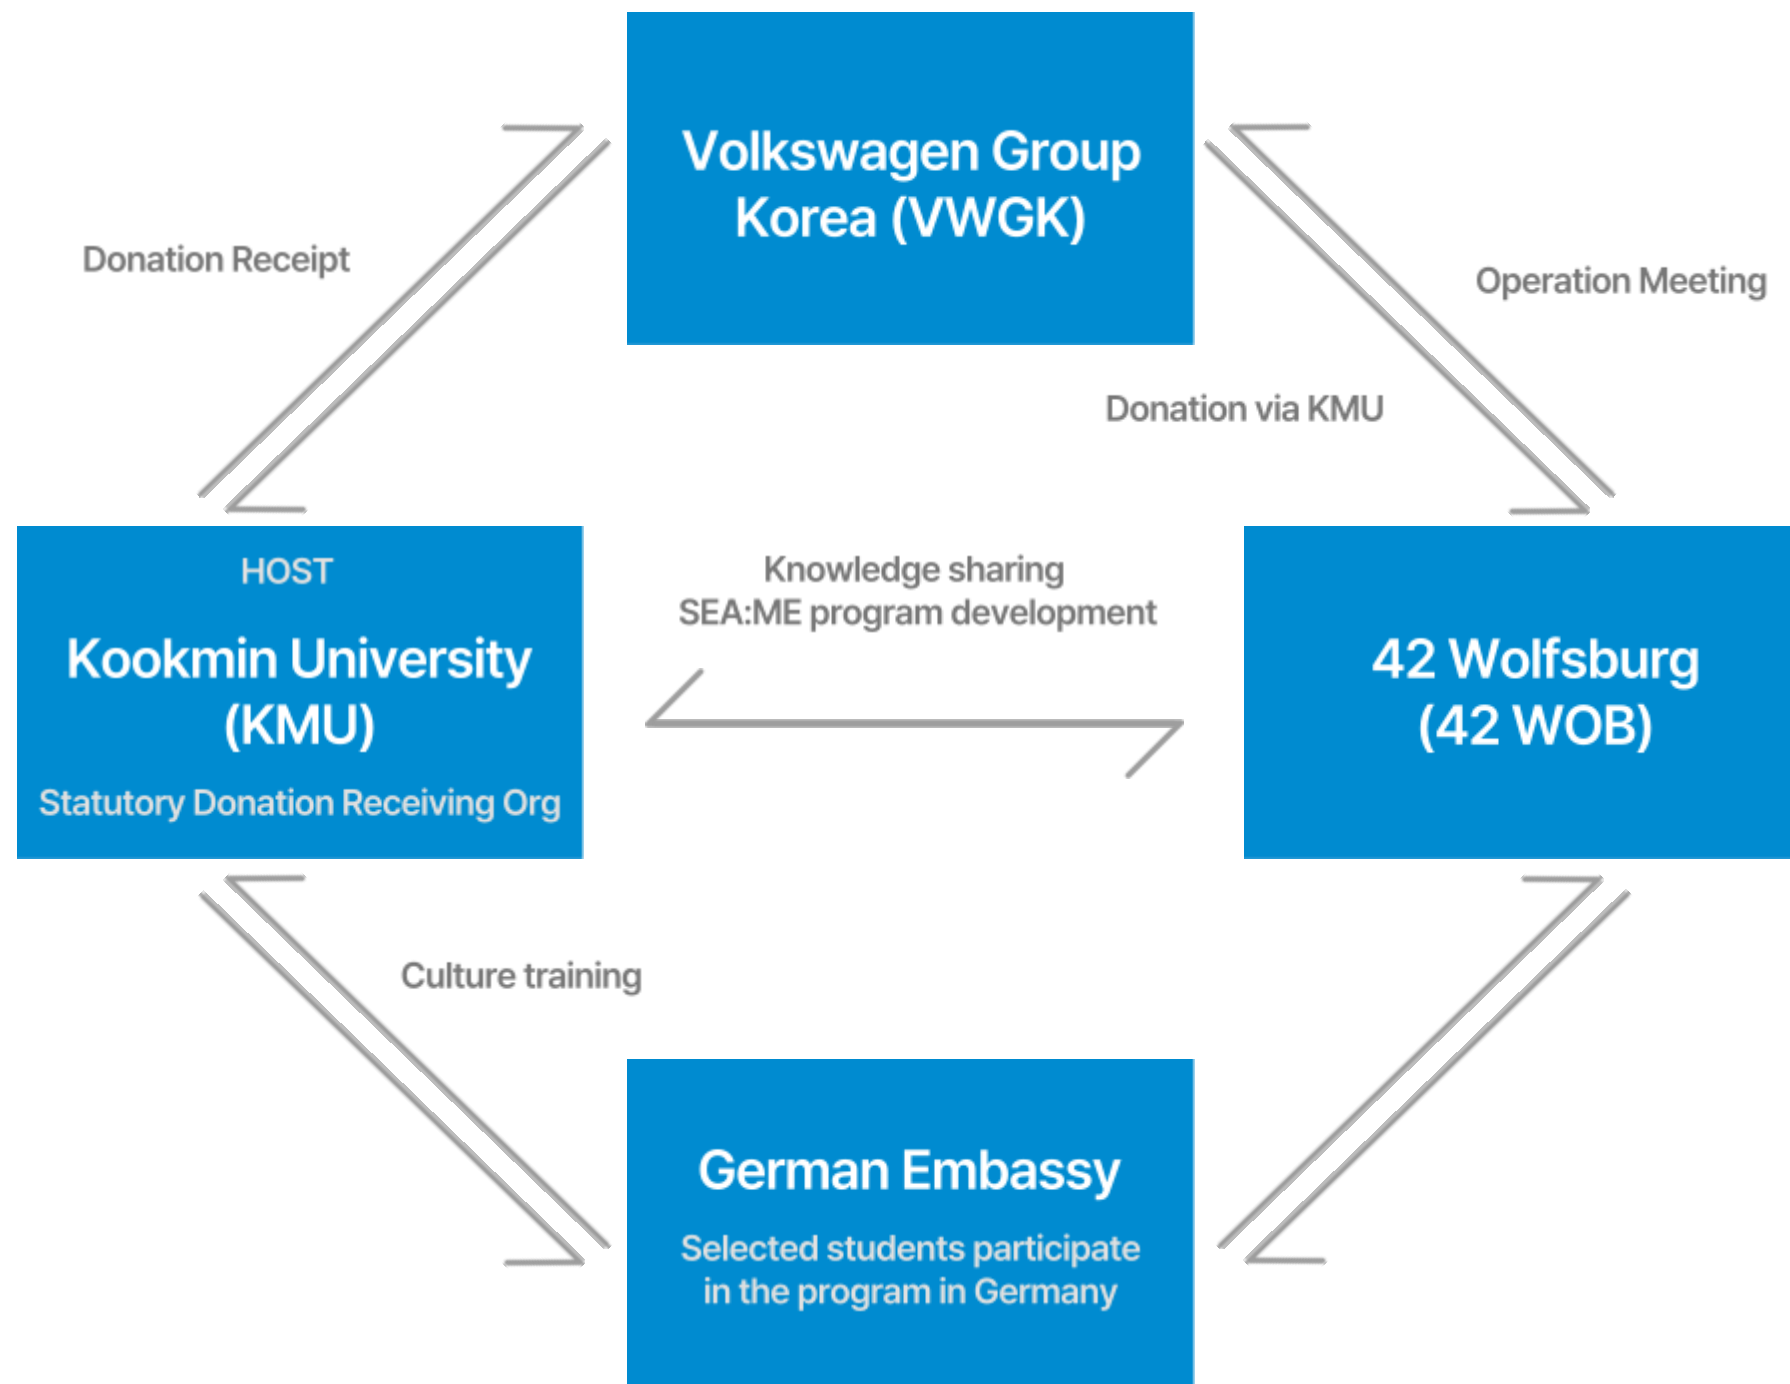 Volkswagen Group
Korea (VWGK)
Donation Receipt
Operation Meeting
Donation via KMU
HOST
Kookmin University
(KMU)
Statutory Donation Receiving Org
Knowledge sharing
SEA:ME program development
42 Wolfsburg
(42 WOB)
Culture training
German Embassy
Selected students participate
in the program in Germany